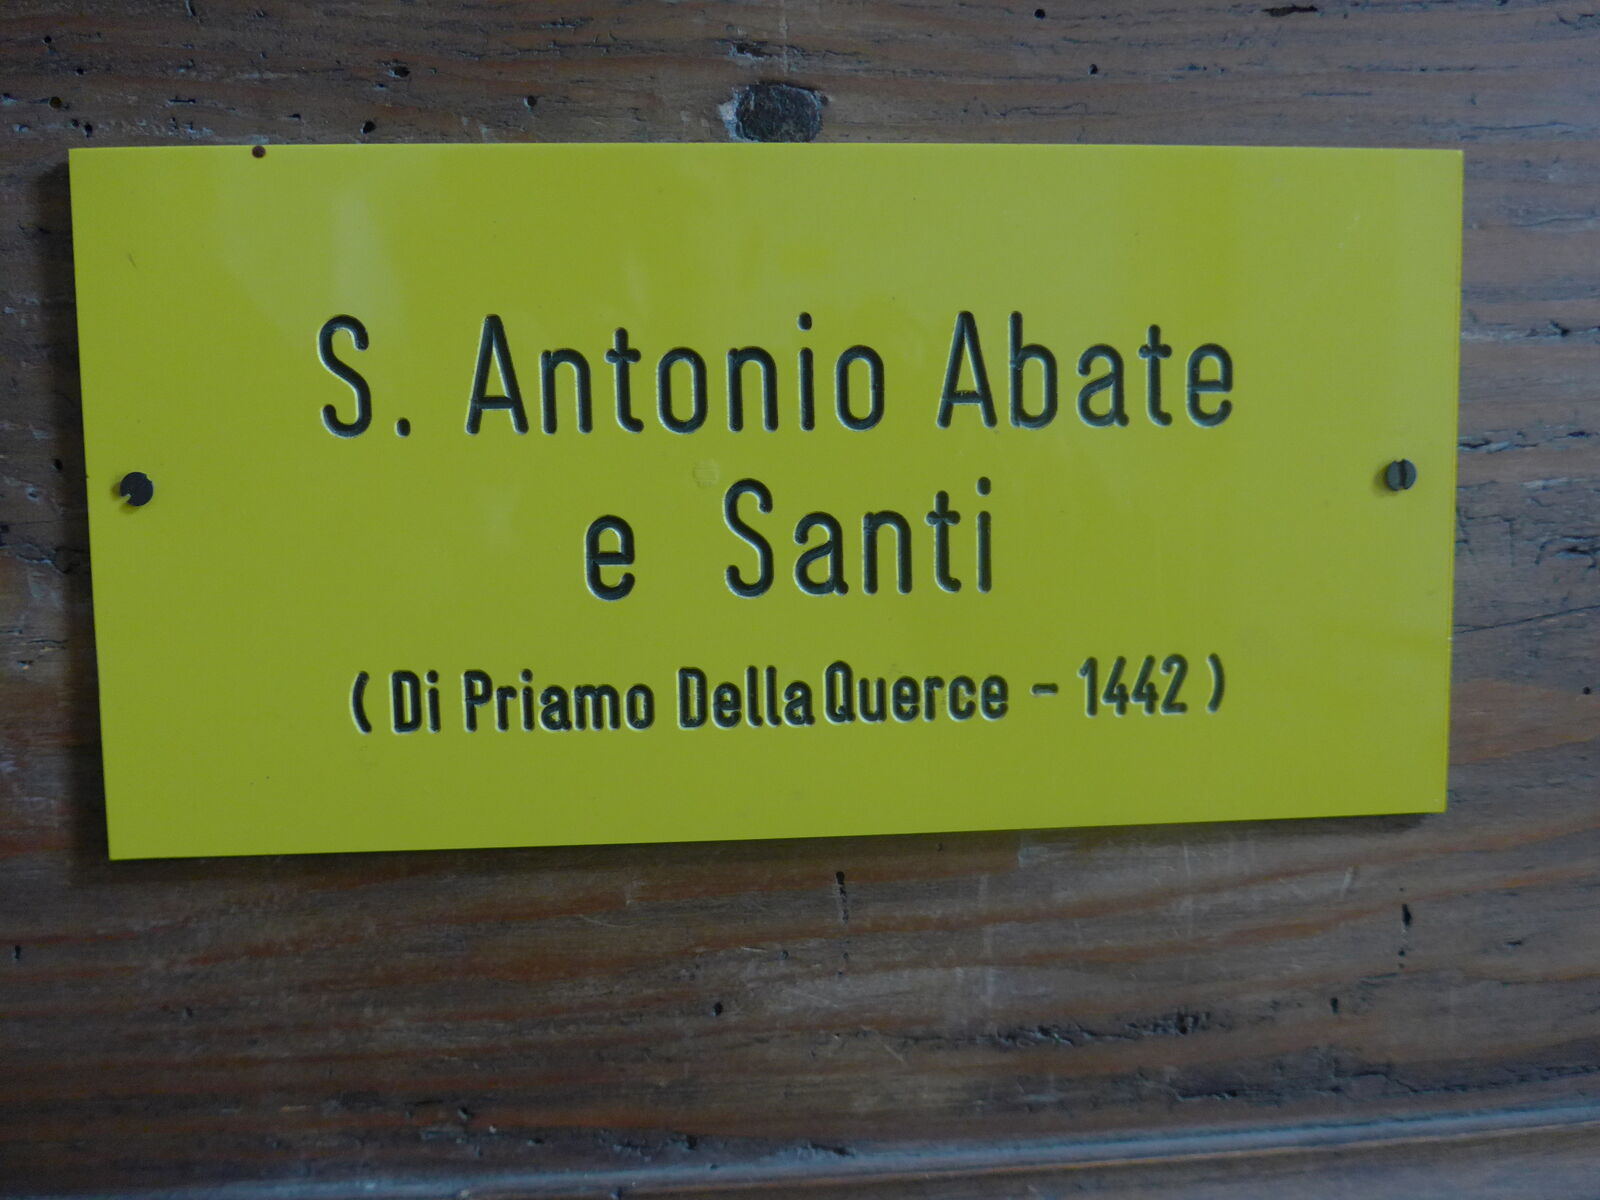 S. Antonio Abate
e Santi
( Di Priamo Della Querce - 1442 )